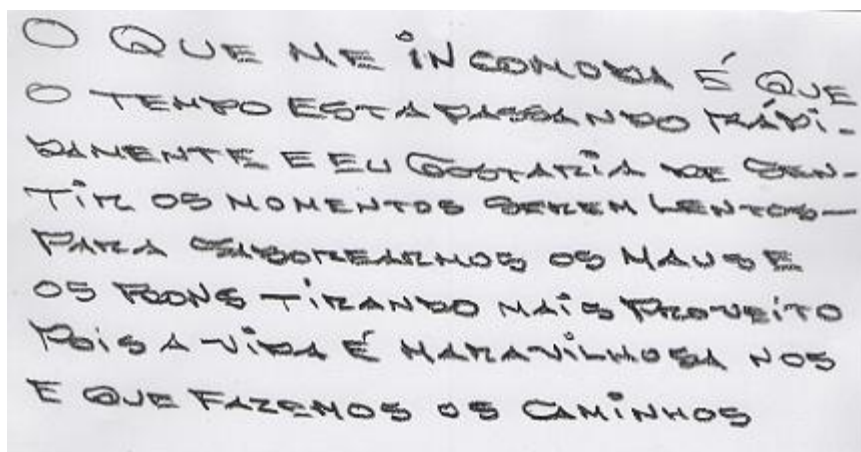 O QUE ME INCOMODA É QUE
O TEMPO ESTA PASSANDO RÁPI-
DAMENTE E EU GOSTARIA DE SEN-
TIR OS MOMENTOS SEREM LENTOS—
PARA SABOREARMOS OS MAUS E
OS BONS TIRANDO MAIS PROVEITO
POIS A VIDA É MARAVILHOSA NOS
E QUE FAZEMOS OS CAMINHOS